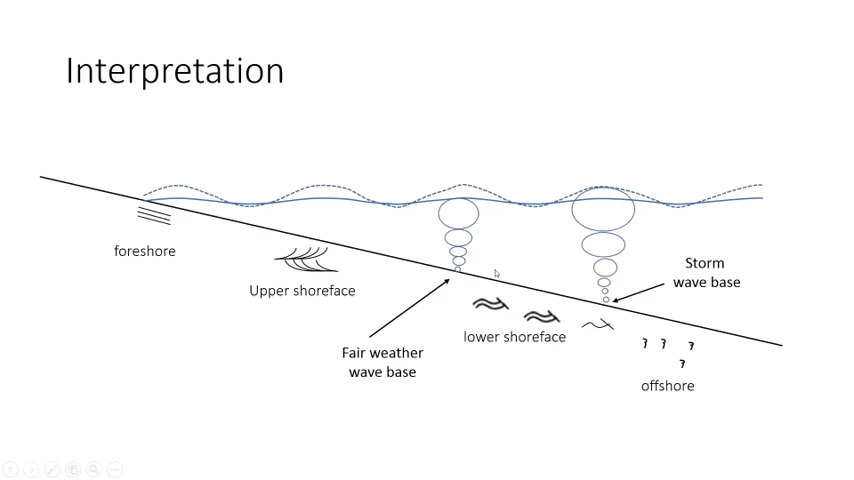 Interpretation
foreshore
Upper shoreface
Fair weather
wave base
lower shoreface
Storm
wave base
offshore